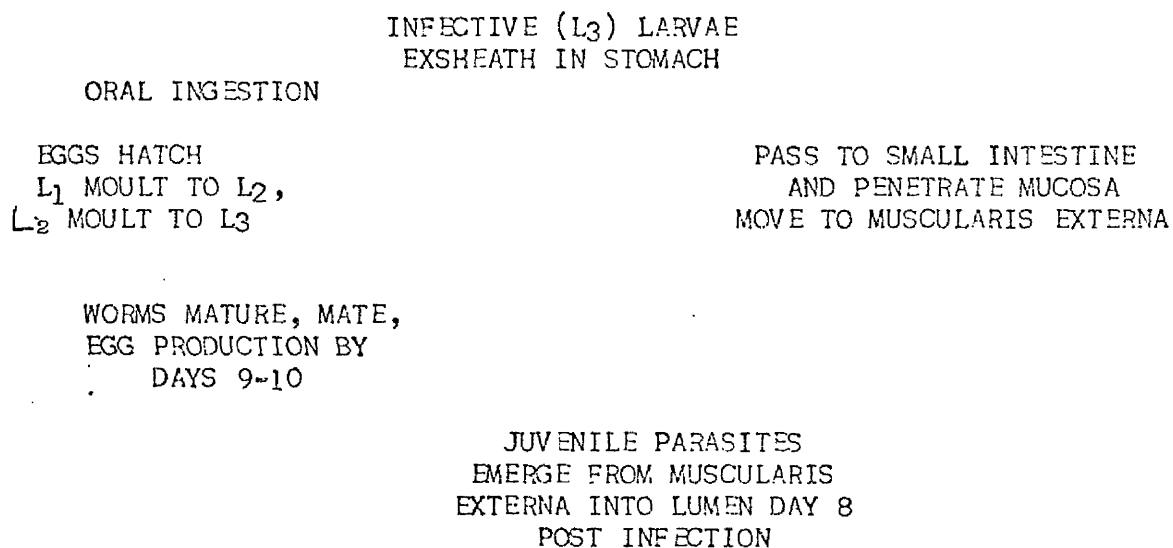 INFECTIVE (L3) LARVAE
EXSHEATH IN STOMACH
ORAL INGESTION
EGGS HATCH
L1 MOULT TO L2,
L2 MOULT TO L3
PASS TO SMALL INTESTINE
AND PENETRATE MUCOSA
MOVE TO MUSCULARIS EXTERNA
WORMS MATURE, MATE,
EGG PRODUCTION BY
DAYS 9-10
JUVENILE PARASITES
EMERGE FROM MUSCULARIS
EXTERNA INTO LUMEN DAY 8
POST INFECTION